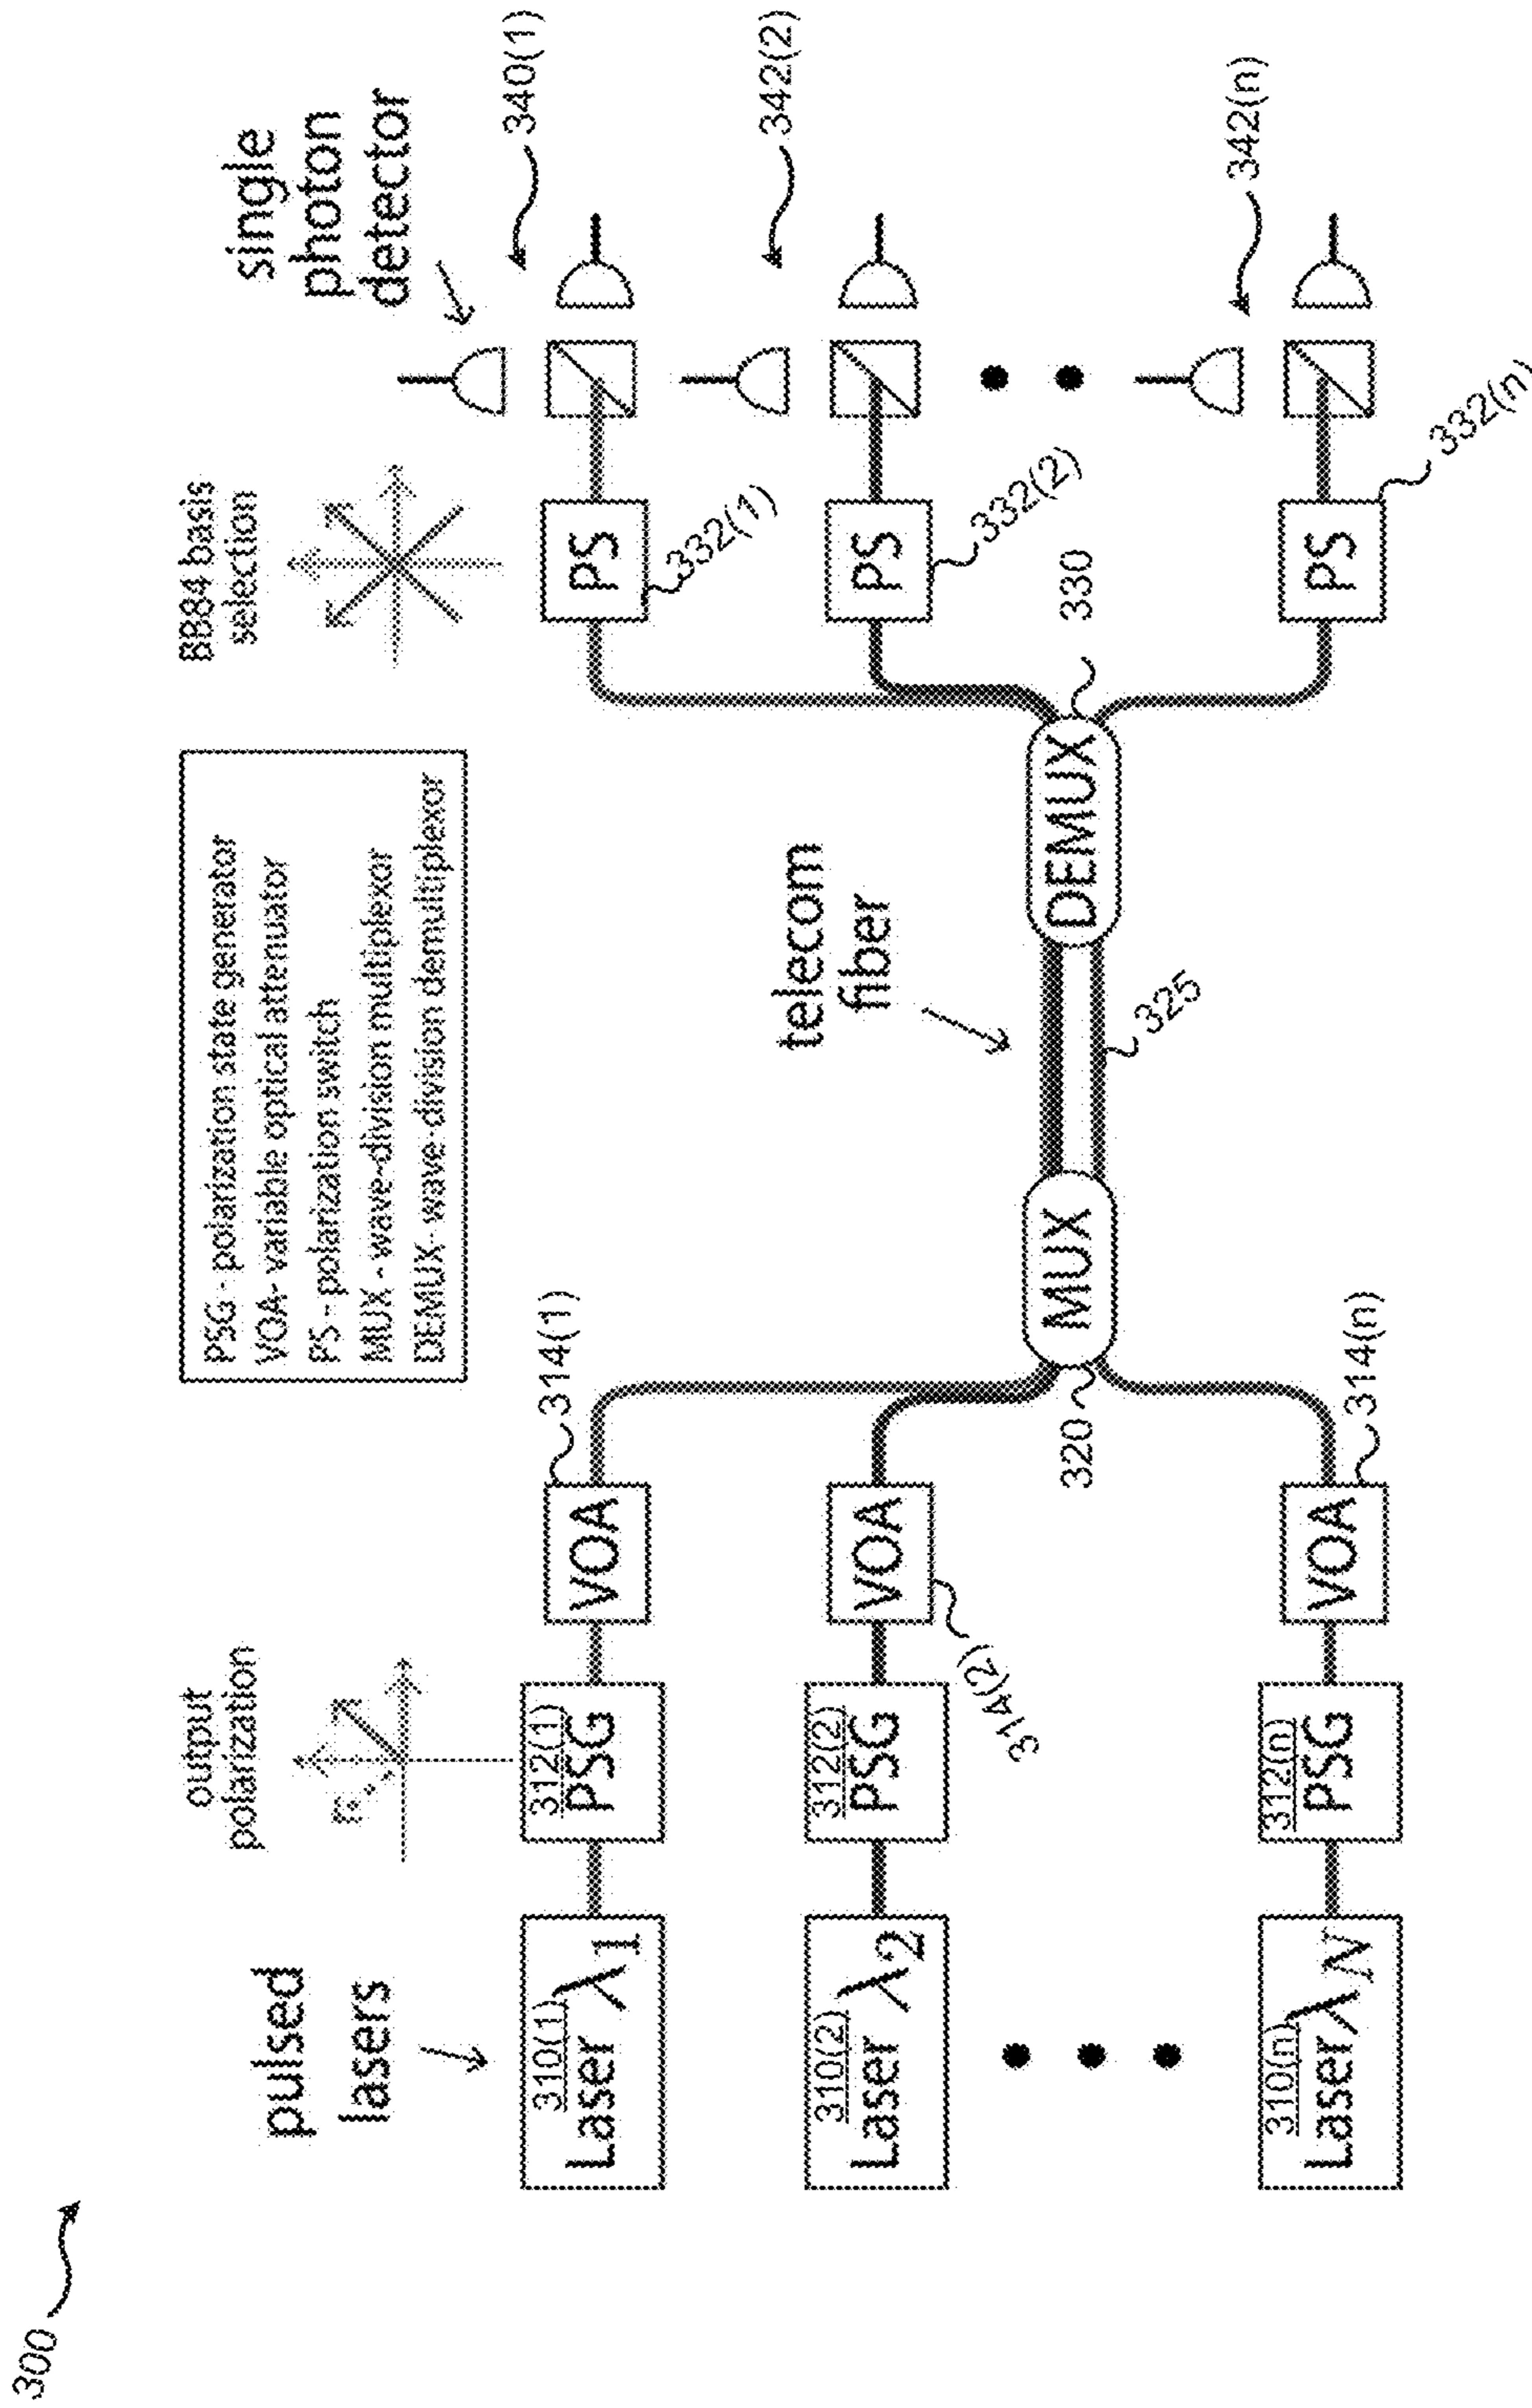 300
pulsed
lasers
output
polarization
PSG - polarization state generator
VOA- variable optical attenuator
PS - polarization switch
MUX - wave-division multiplexor
DEMUX- wave-division demultiplexor
BB84 basis
selection
single
photon
detector
310(1)
Laser λ1
312(1)
PSG
VOA
314(1)
PS
332(1)
340(1)
310(2)
Laser λ2
312(2)
PSG
VOA
314(2)
telecom
fiber
PS
332(2)
342(2)
320
MUX
325
DEMUX
330
310(n)
Laser λN
312(n)
PSG
VOA
314(n)
PS
332(n)
342(n)